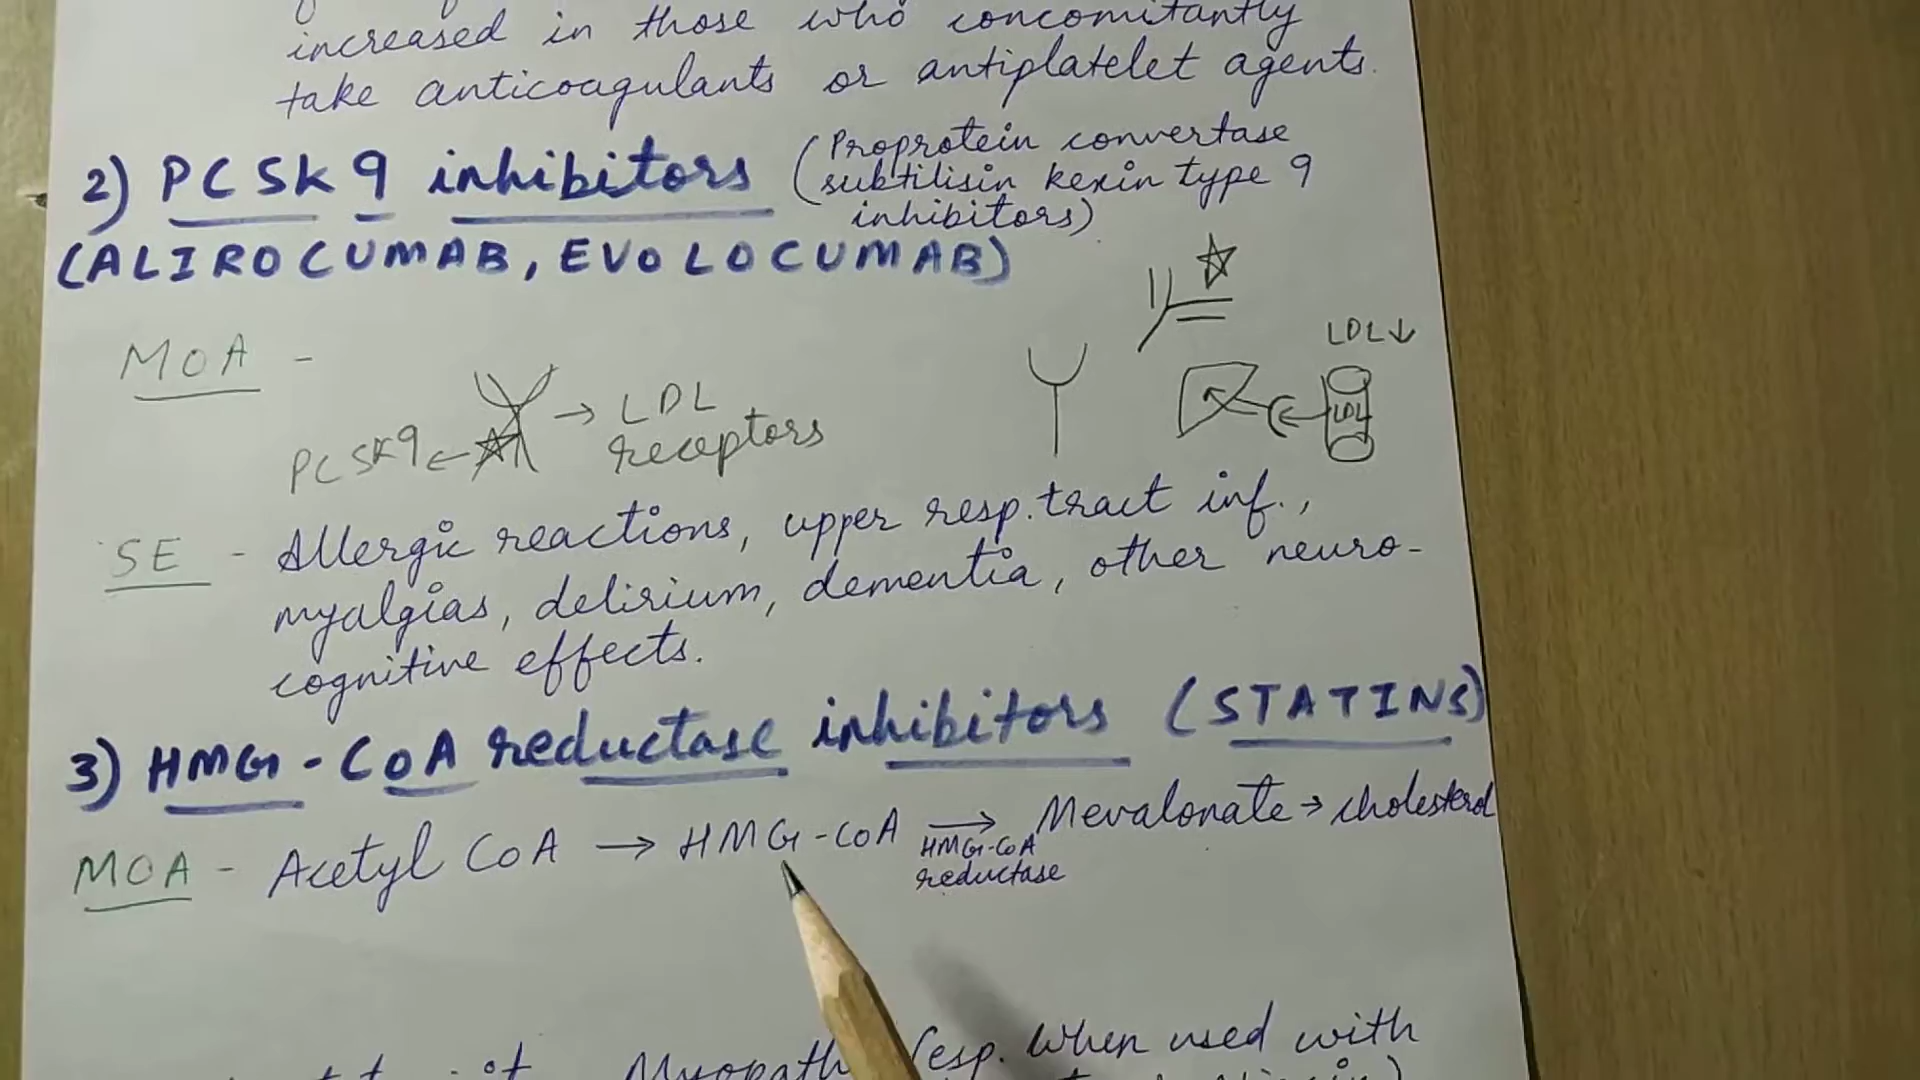 increased in those who concomitantly
take anticoagulants or antiplatelet agents.
2) PCSK9 inhibitors (Proprotein convertase
subtilisin kexin type 9
inhibitors)
(ALIROCUMAB, EVOLOCUMAB)
MOA -
LDL↓
LDL
PCSK9 ← → LDL
receptors
SE - Allergic reactions, upper resp. tract inf.,
myalgias, delirium, dementia, other neuro-
cognitive effects.
3) HMG-CoA reductase inhibitors (STATINS)
MOA - Acetyl CoA → HMG-CoA → Mevalonate → cholesterol
HMG-CoA
reductase
Myopath (esp. when used with